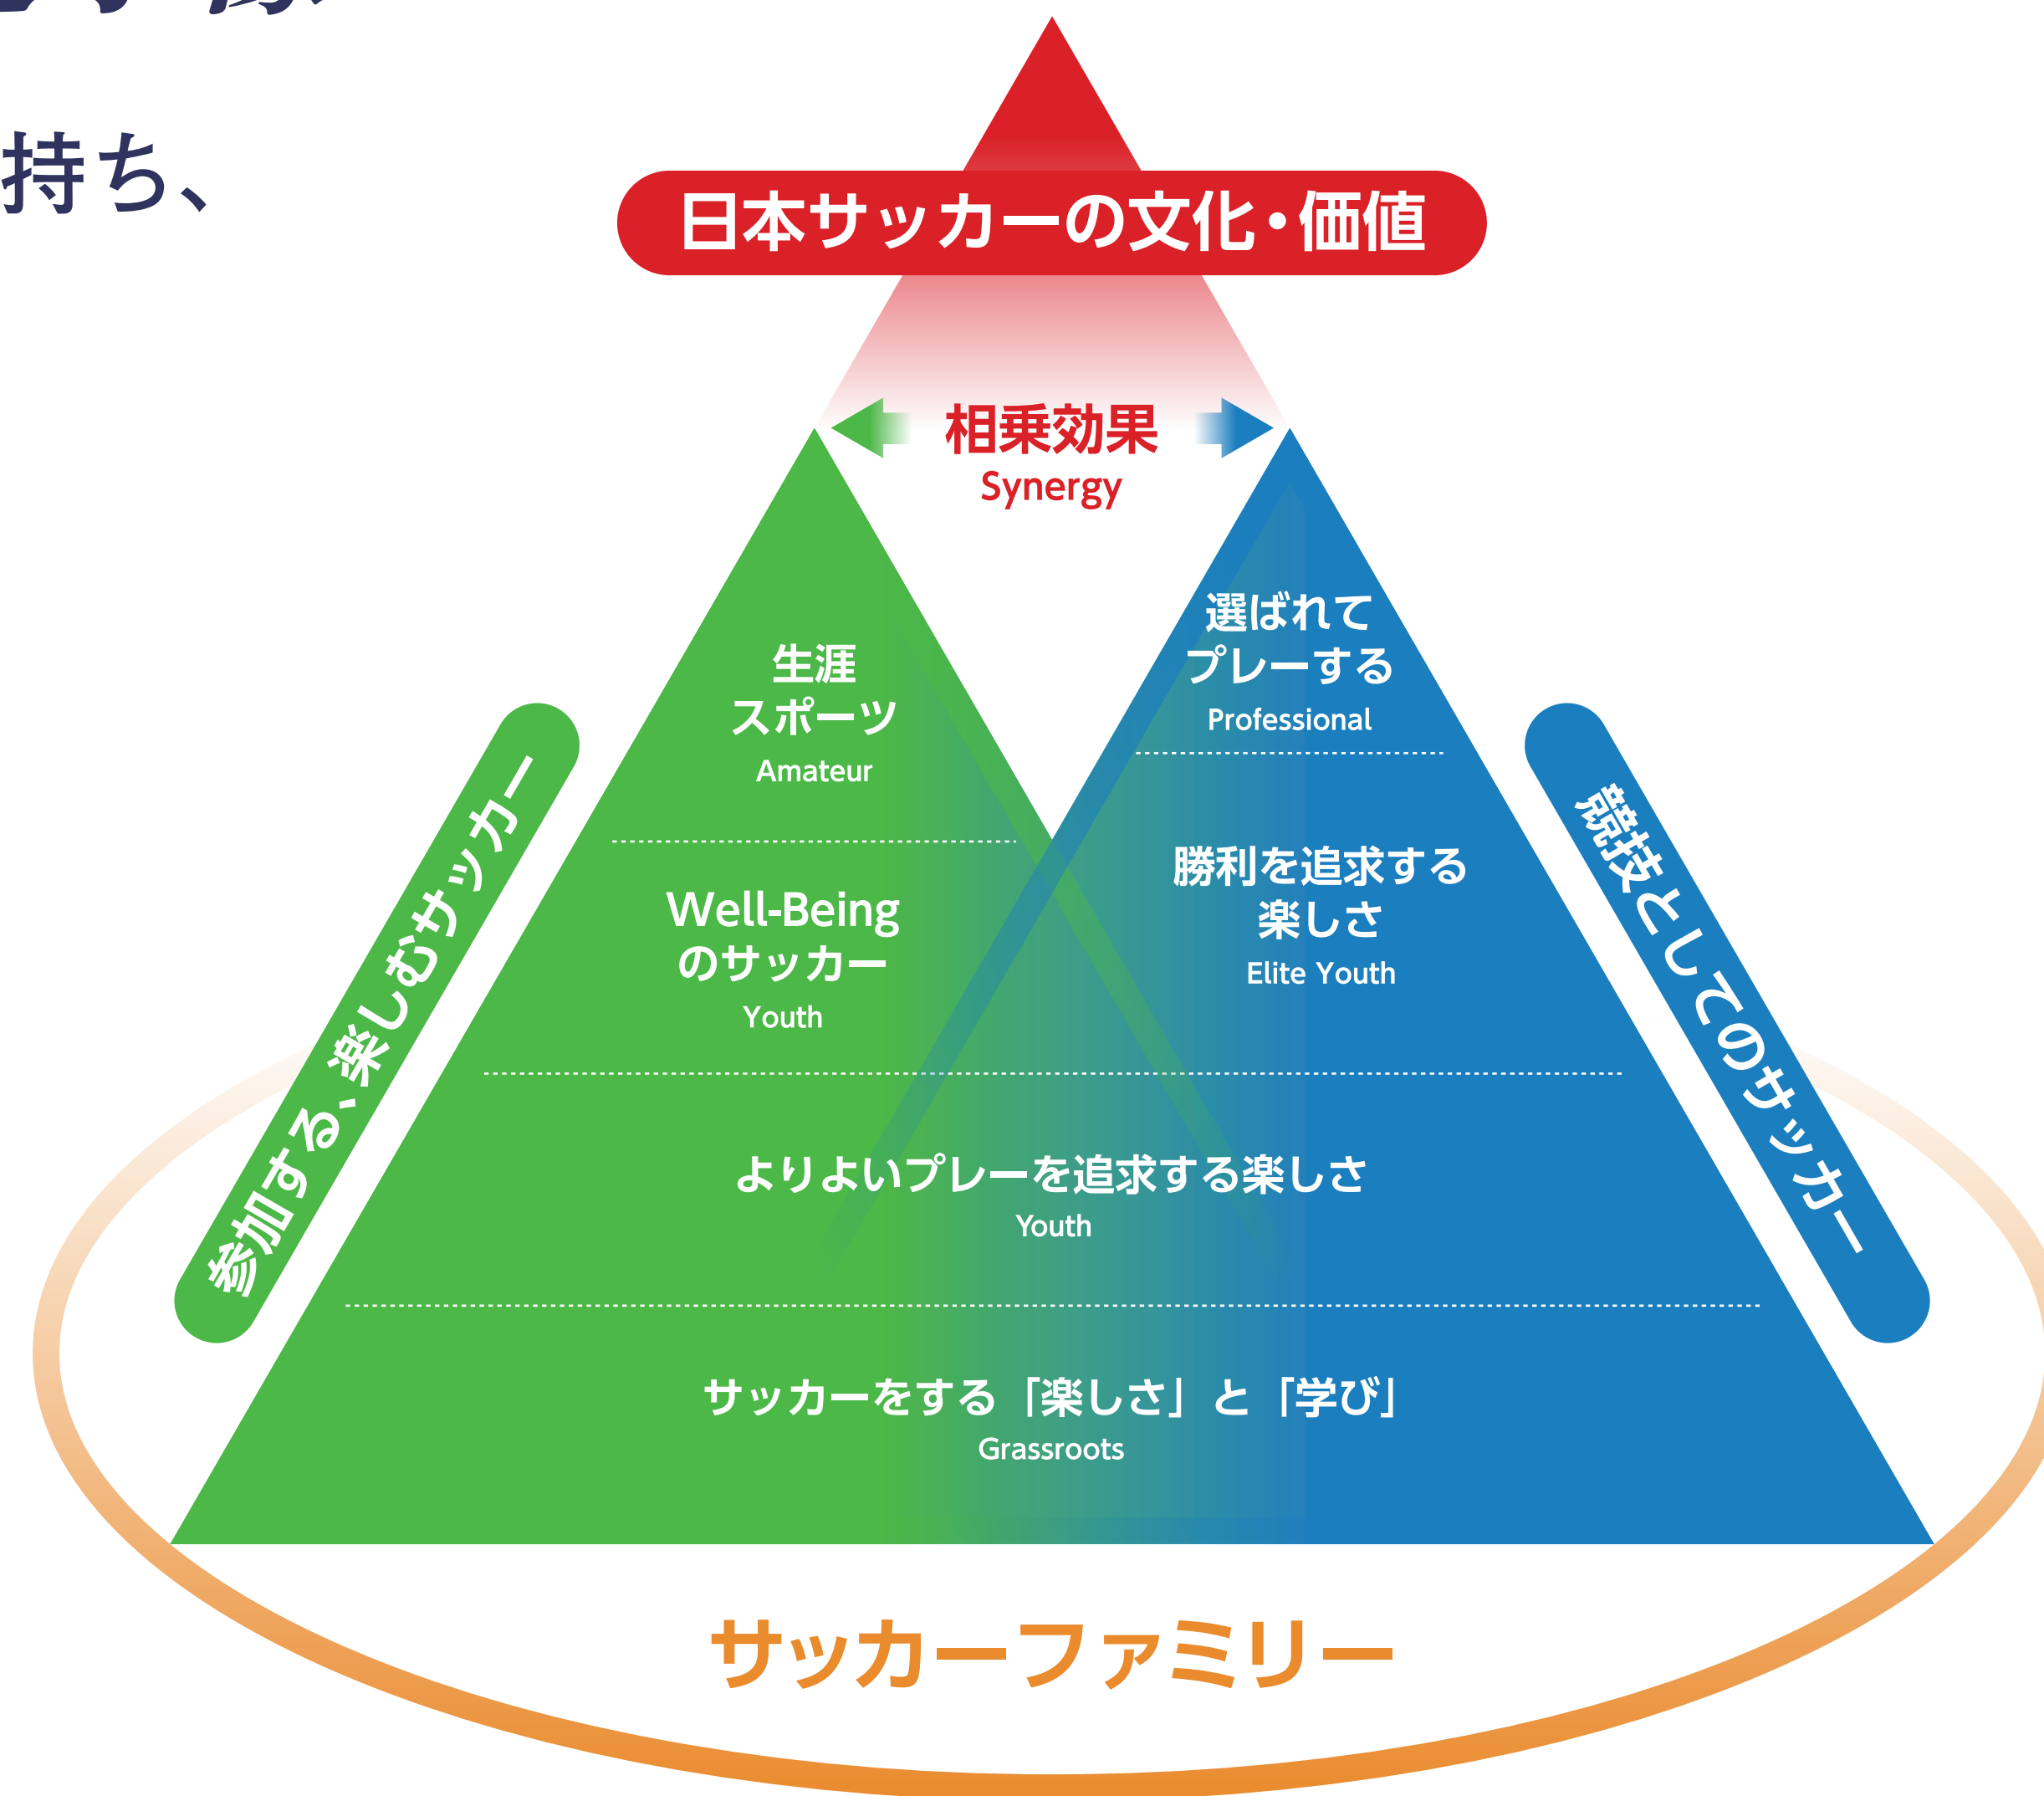 持ち、
日本サッカーの文化・価値
相乗効果
Synergy
生涯
スポーツ
Amateur
選ばれて
プレーする
Professional
Well-Being
のサッカー
Youth
勝利を追求する
楽しさ
Elite Youth
参加する、楽しむサッカー
競技としてのサッカー
よりよいプレーを追求する楽しさ
Youth
サッカーをする「楽しさ」と「学び」
Grassroots
サッカーファミリー